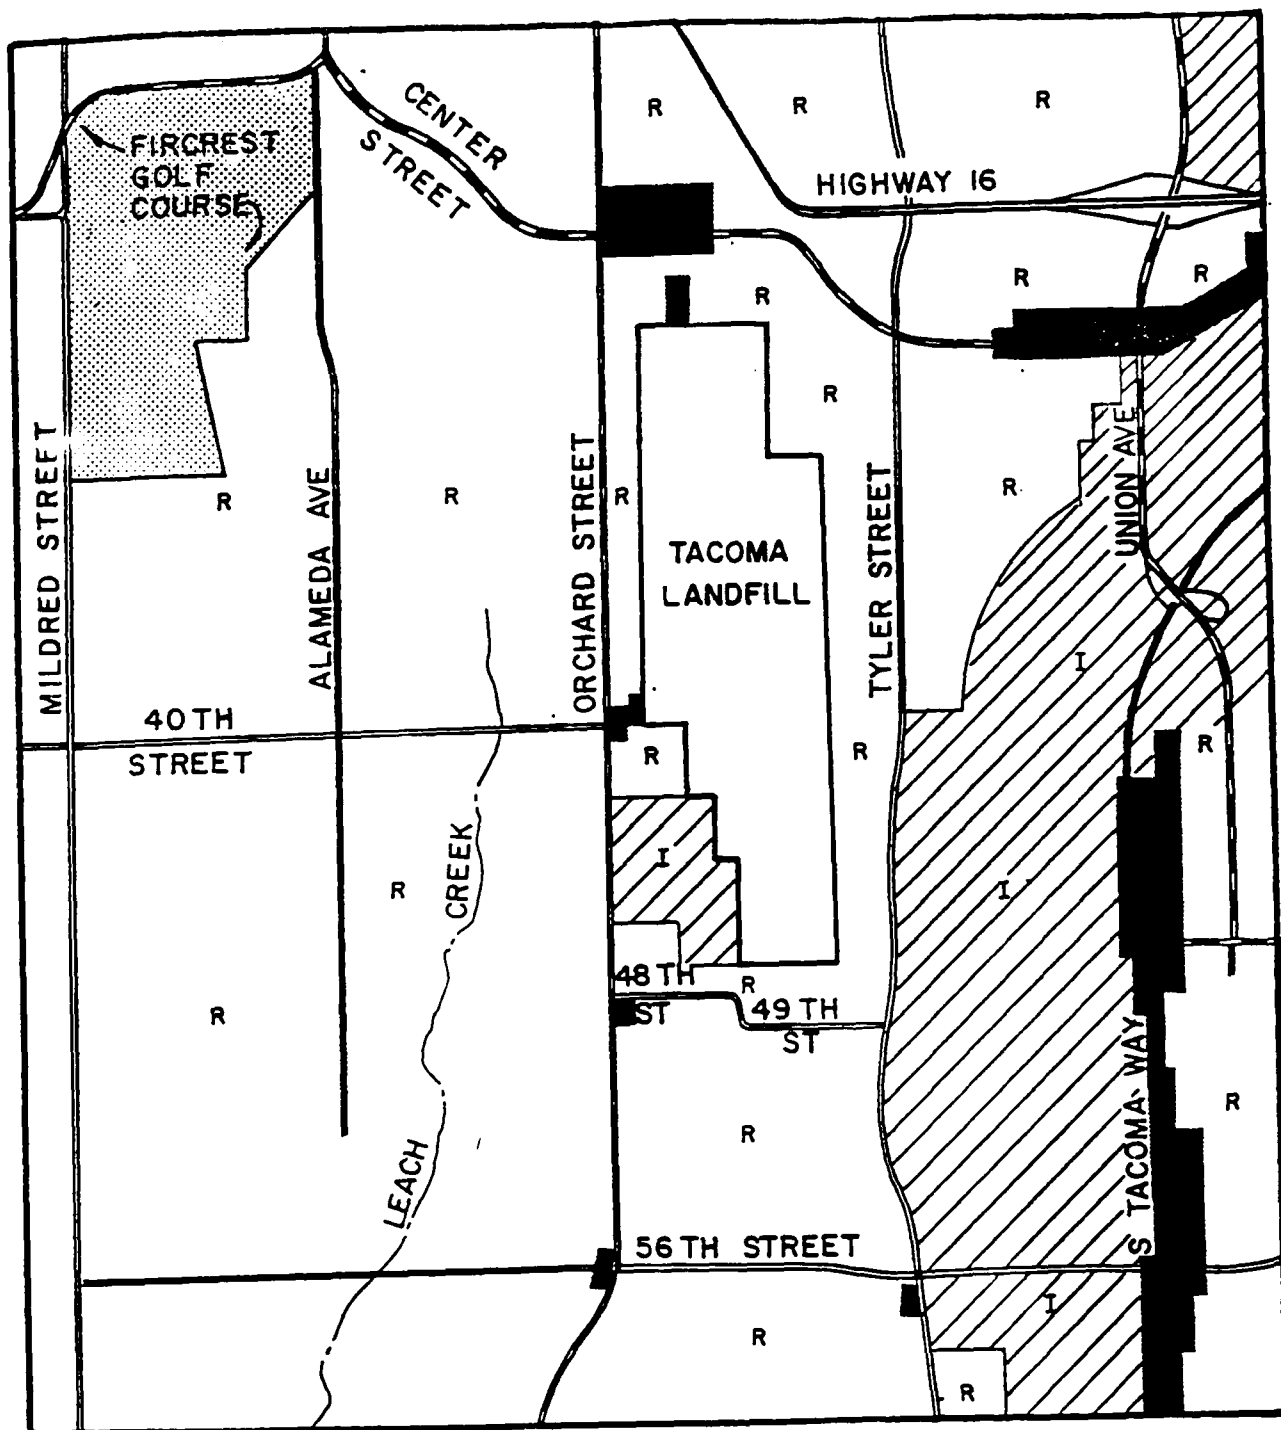 CENTER
STREET
R
R
R
FIRCREST
GOLF
COURSE
HIGHWAY 16
R
R
R
R
MILDRED STREET
ALAMEDA AVE
ORCHARD STREET
TYLER STREET
UNION AVE
R
R
R
R
TACOMA
LANDFILL
I
40TH
STREET
R
R
R
I
I
R
CREEK
48TH
ST
R
49TH
ST
R
S TACOMA WAY
R
R
LEACH
56TH STREET
I
R
R